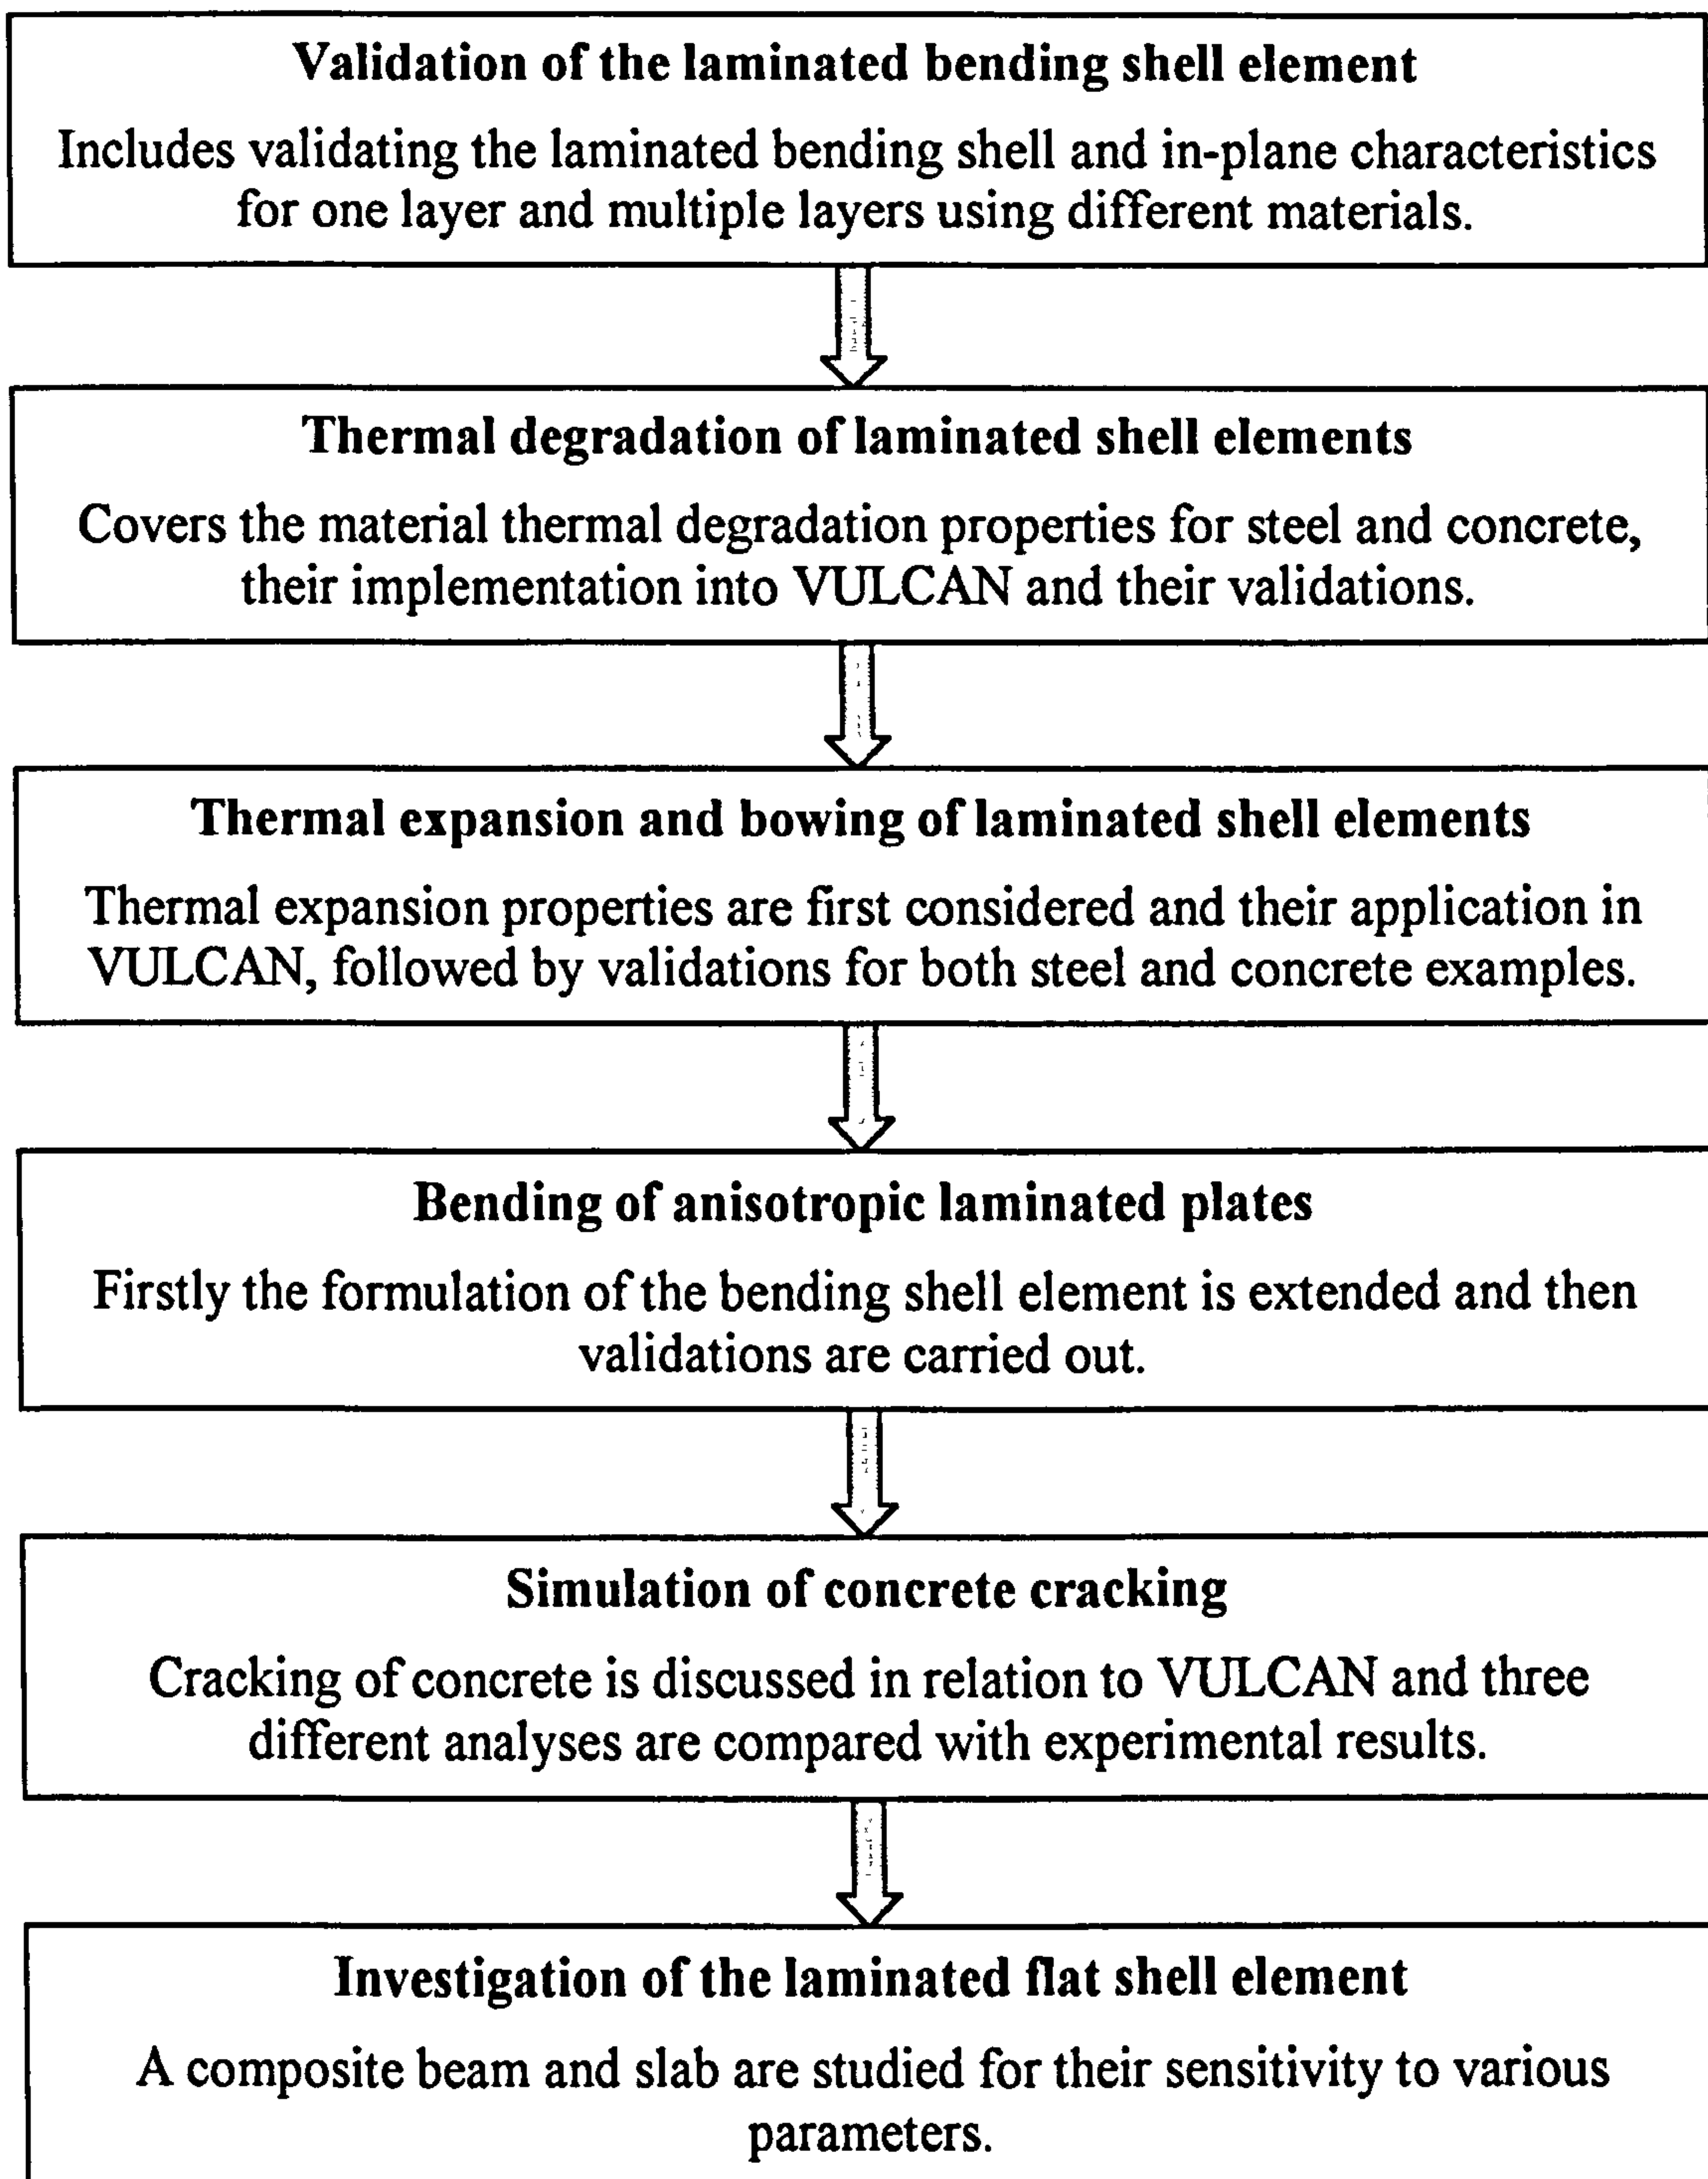 Validation of the laminated bending shell element
Includes validating the laminated bending shell and in-plane characteristics
for one layer and multiple layers using different materials.
Thermal degradation of laminated shell elements
Covers the material thermal degradation properties for steel and concrete,
their implementation into VULCAN and their validations.
Thermal expansion and bowing of laminated shell elements
Thermal expansion properties are first considered and their application in
VULCAN, followed by validations for both steel and concrete examples.
Bending of anisotropic laminated plates
Firstly the formulation of the bending shell element is extended and then
validations are carried out.
Simulation of concrete cracking
Cracking of concrete is discussed in relation to VULCAN and three
different analyses are compared with experimental results.
Investigation of the laminated flat shell element
A composite beam and slab are studied for their sensitivity to various
parameters.